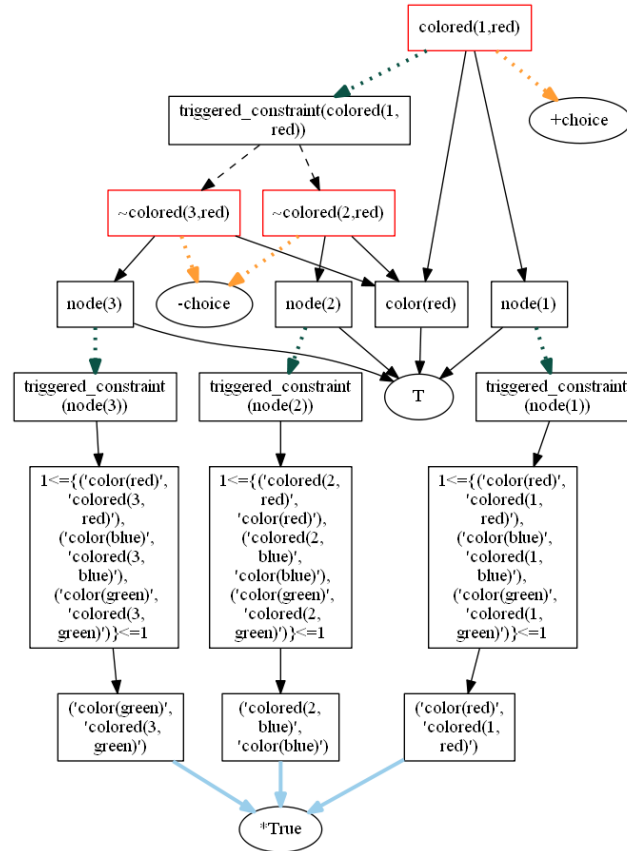 colored(1,red)
triggered_constraint(colored(1,
red))
+choice
~colored(3,red)
~colored(2,red)
node(3)
-choice
node(2)
color(red)
node(1)
triggered_constraint
(node(3))
triggered_constraint
(node(2))
T
triggered_constraint
(node(1))
1<={('color(red)',
'colored(3,
red)'),
('color(blue)',
'colored(3,
blue)'),
('color(green)',
'colored(3,
green)')}<=1
1<={('colored(2,
red)',
'color(red)'),
('colored(2,
blue)',
'color(blue)'),
('color(green)',
'colored(2,
green)')}<=1
1<={('color(red)',
'colored(1,
red)'),
('color(blue)',
'colored(1,
blue)'),
('color(green)',
'colored(1,
green)')}<=1
('color(green)',
'colored(3,
green)')
('colored(2,
blue)',
'color(blue)')
('color(red)',
'colored(1,
red)')
*True